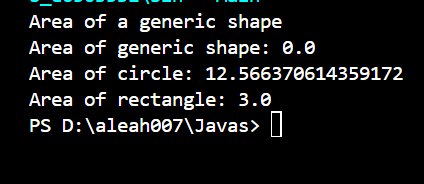 Area of a generic shape
Area of generic shape: 0.0
Area of circle: 12.566370614359172
Area of rectangle: 3.0
PS D:\aleah007\Javas>